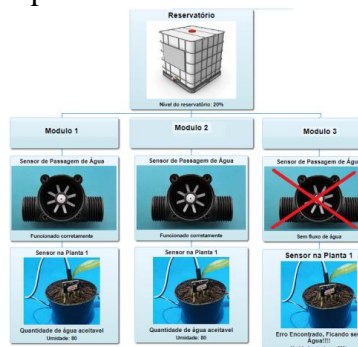 Reservatório
Nível do reservatório: 20%
Modulo 1
Modulo 2
Modulo 3
Sensor de Passagem de Água
Sensor de Passagem de Água
Sensor de Passagem de Água
Funcionado corretamente
Funcionado corretamente
Sem fluxo de água
Sensor na Planta 1
Sensor na Planta 1
Sensor na Planta 1
Quantidade de água aceitavel
Umidade: 80
Quantidade de água aceitavel
Umidade: 80
Erro Encontrado, Ficando sem
Água!!!!